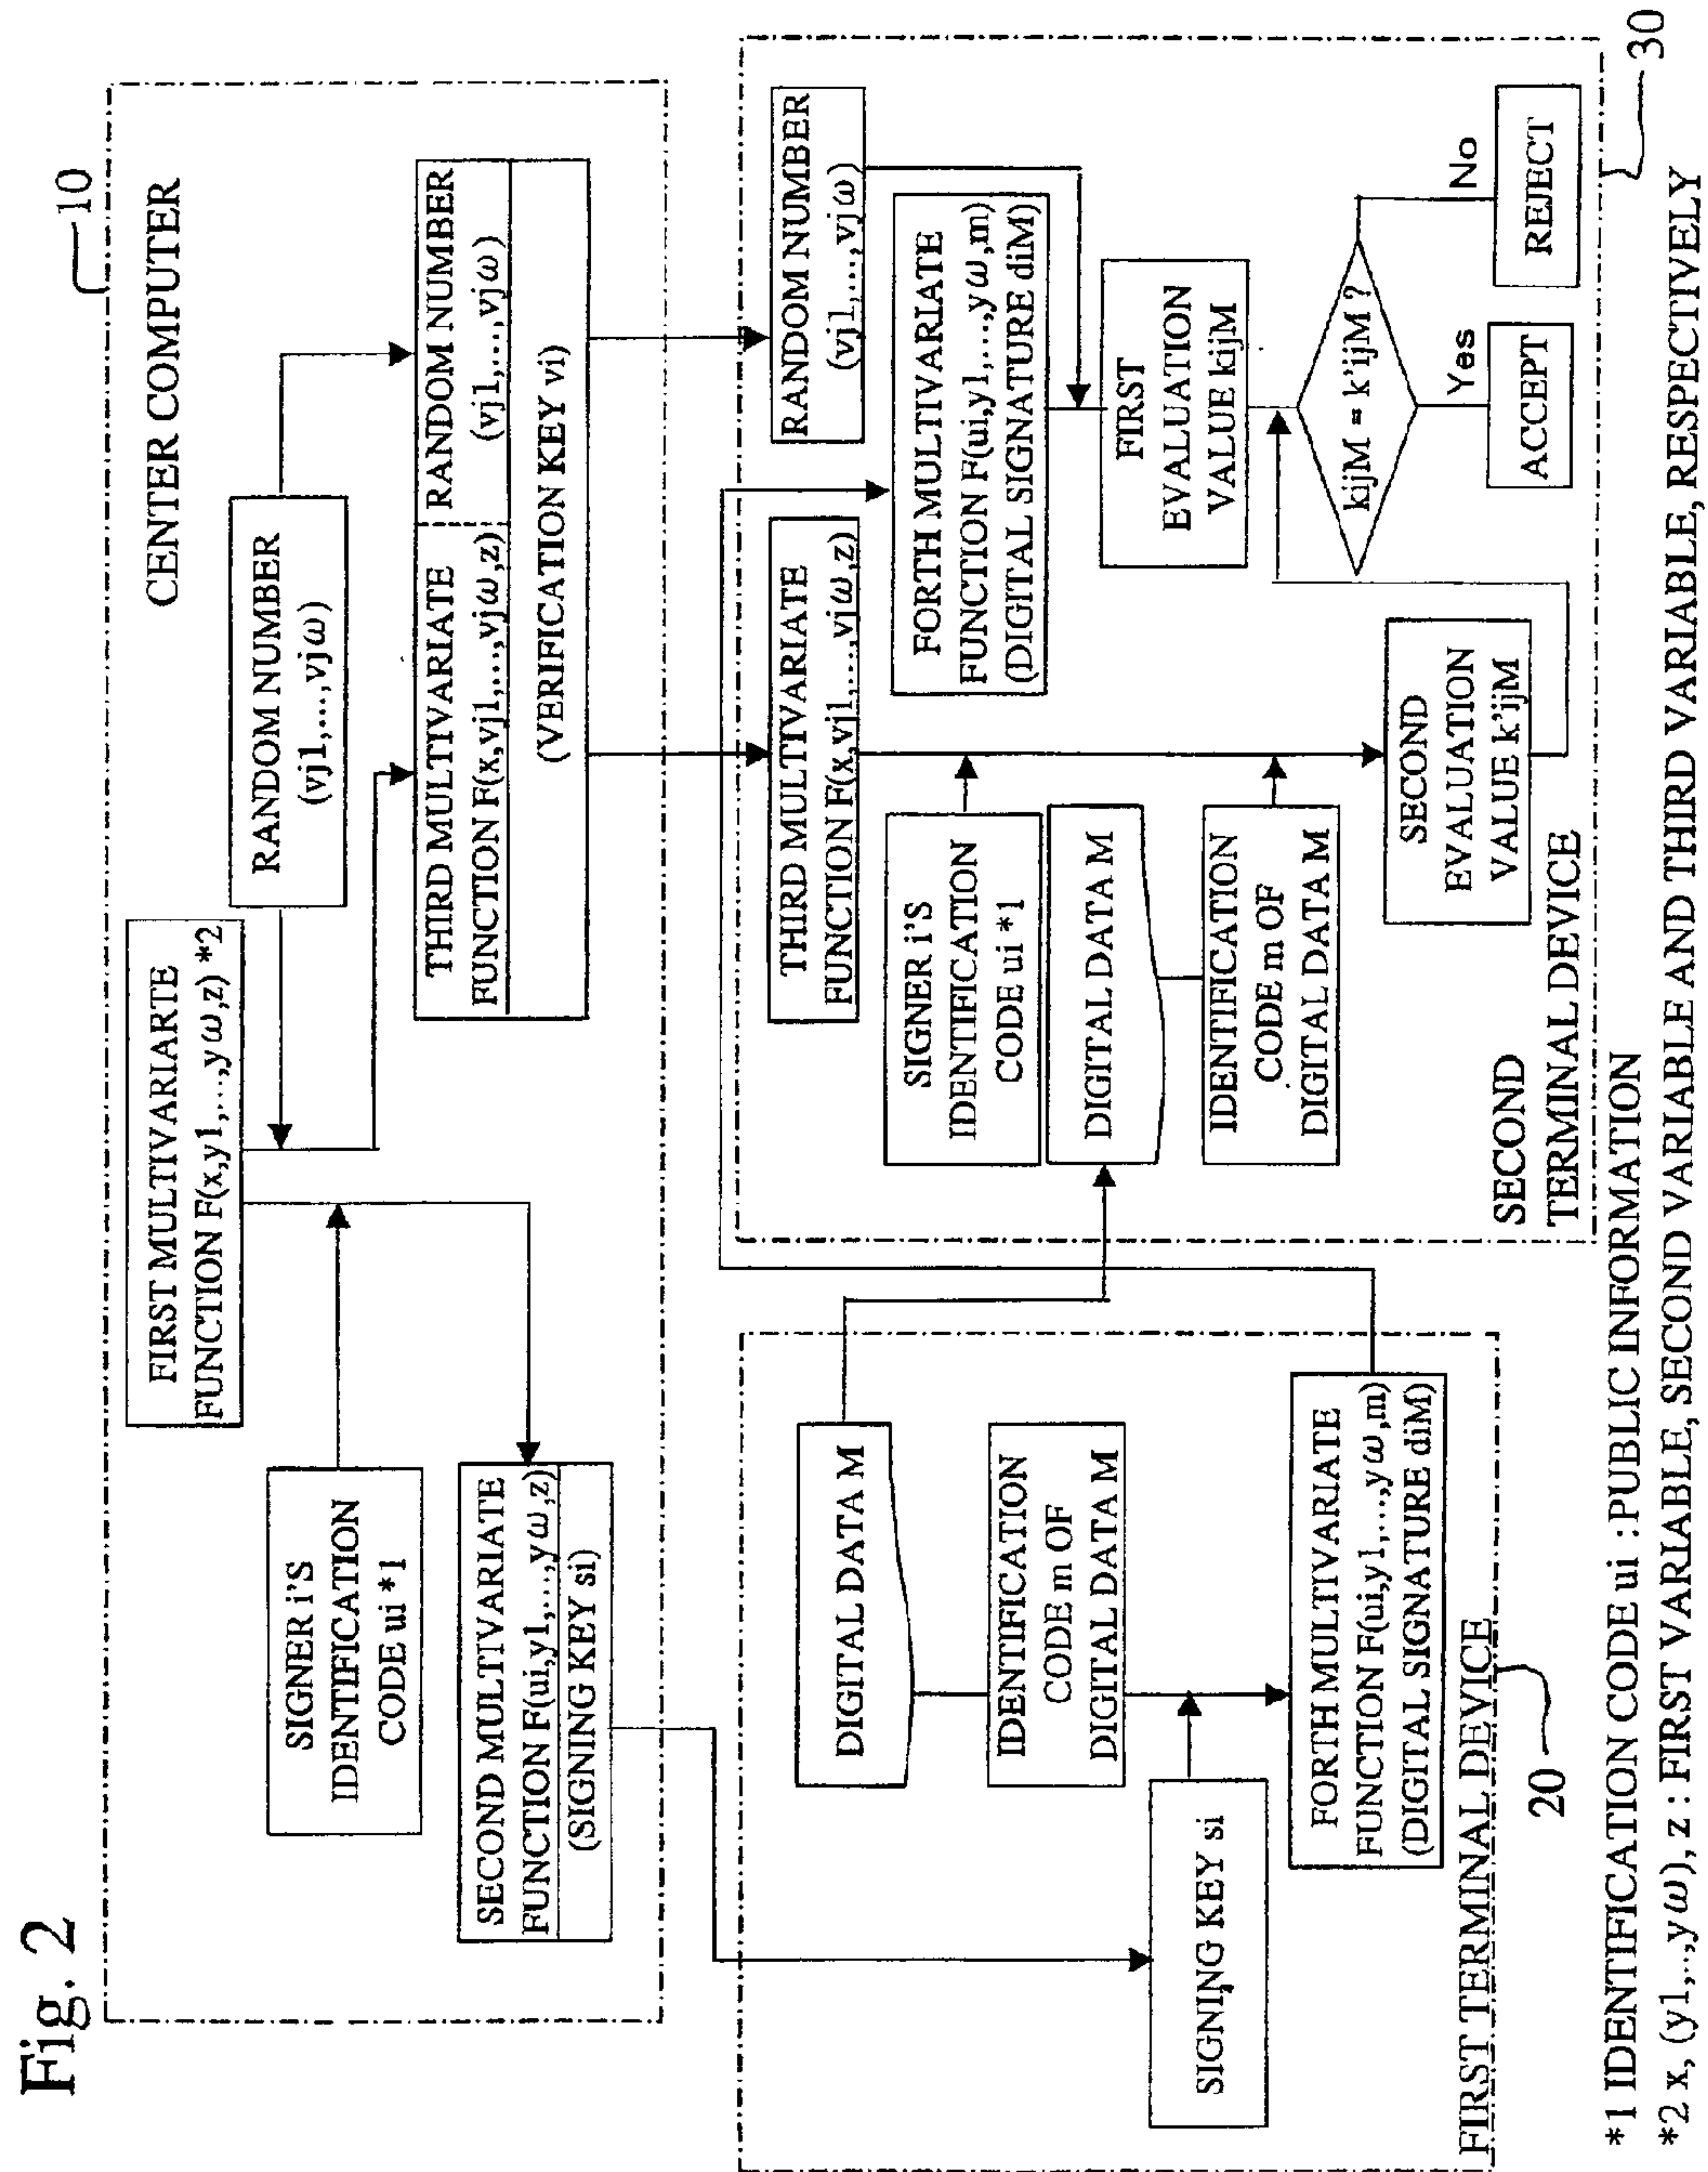 Fig. 2
10
CENTER COMPUTER
FIRST MULTIVARIARTE
FUNCTION F(x,y1,...,yω,z) *2
SIGNER i'S
IDENTIFICATION
CODE ui *1
RANDOM NUMBER
(vj1,...,vjω)
SECOND MULTIVARIATE
FUNCTION F(ui,y1,...,yω,z)
(SIGNING KEY si)
THIRD MULTIVARIATE
FUNCTION F(x,vj1,...,vjω,z)
RANDOM NUMBER
(vj1,...,vjω)
(VERIFICATION KEY vi)
DIGITAL DATA M
IDENTIFICATION
CODE m OF
DIGITAL DATA M
SIGNING KEY si
FORTH MULTIVARIATE
FUNCTION F(ui,y1,...,yω,m)
(DIGITAL SIGNATURE diM)
FIRST TERMINAL DEVICE
20
THIRD MULTIVARIATE
FUNCTION F(x,vj1,...,vjω,z)
RANDOM NUMBER
(vj1,...,vjω)
SIGNER i'S
IDENTIFICATION
CODE ui *1
FORTH MULTIVARIATE
FUNCTION F(ui,y1,...,yω,m)
(DIGITAL SIGNATURE diM)
DIGITAL DATA M
IDENTIFICATION
CODE m OF
DIGITAL DATA M
FIRST
EVALUATION
VALUE kijM
SECOND
EVALUATION
VALUE k'ijM
kijM = k'ijM ?
Yes
No
ACCEPT
REJECT
SECOND
TERMINAL DEVICE
30
*1 IDENTIFICATION CODE ui : PUBLIC INFORMATION
*2 x, (y1,..,yω), z : FIRST VARIABLE, SECOND VARIABLE AND THIRD VARIABLE, RESPECTIVELY